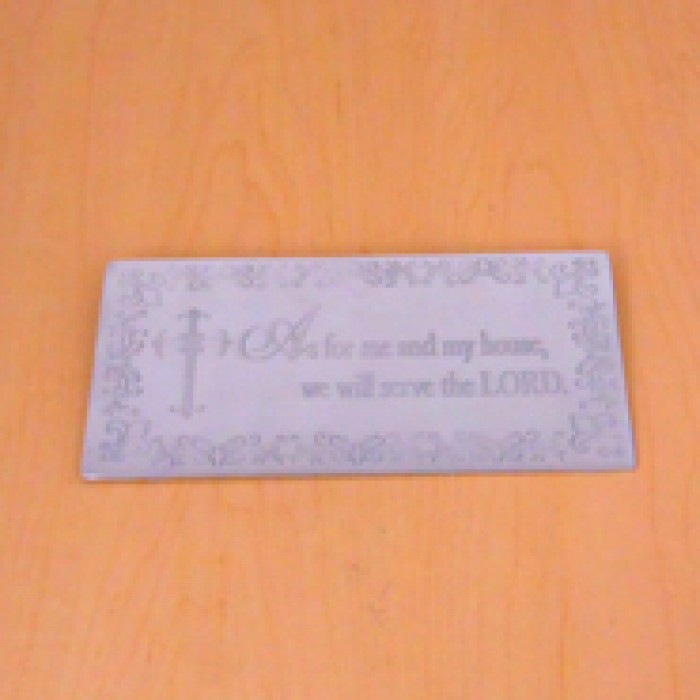 As for me and my house,
we will serve the LORD.